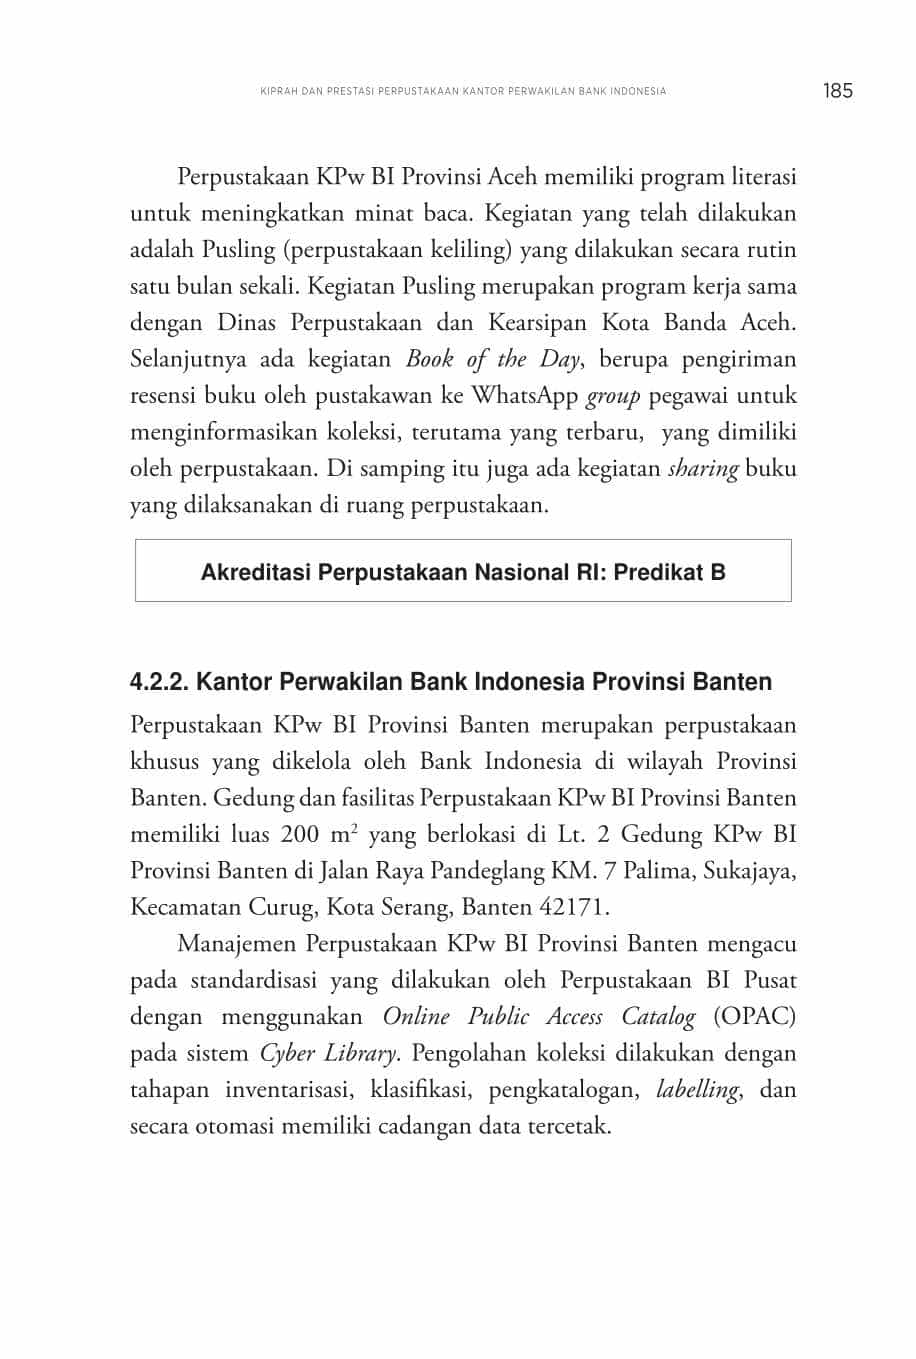 KIPRAH DAN PRESTASI PERPUSTAKAAN KANTOR PERWAKILAN BANK INDONESIA 185
Perpustakaan KPw BI Provinsi Aceh memiliki program literasi
untuk meningkatkan minat baca. Kegiatan yang telah dilakukan
adalah Pusling (perpustakaan keliling) yang dilakukan secara rutin
satu bulan sekali. Kegiatan Pusling merupakan program kerja sama
dengan Dinas Perpustakaan dan Kearsipan Kota Banda Aceh.
Selanjutnya ada kegiatan Book of the Day, berupa pengiriman
resensi buku oleh pustakawan ke WhatsApp group pegawai untuk
menginformasikan koleksi, terutama yang terbaru, yang dimiliki
oleh perpustakaan. Di samping itu juga ada kegiatan sharing buku
yang dilaksanakan di ruang perpustakaan.
Akreditasi Perpustakaan Nasional RI: Predikat B
4.2.2. Kantor Perwakilan Bank Indonesia Provinsi Banten
Perpustakaan KPw BI Provinsi Banten merupakan perpustakaan
khusus yang dikelola oleh Bank Indonesia di wilayah Provinsi
Banten. Gedung dan fasilitas Perpustakaan KPw BI Provinsi Banten
memiliki luas 200 m² yang berlokasi di Lt. 2 Gedung KPw BI
Provinsi Banten di Jalan Raya Pandeglang KM. 7 Palima, Sukajaya,
Kecamatan Curug, Kota Serang, Banten 42171.
Manajemen Perpustakaan KPw BI Provinsi Banten mengacu
pada standardisasi yang dilakukan oleh Perpustakaan BI Pusat
dengan menggunakan Online Public Access Catalog (OPAC)
pada sistem Cyber Library. Pengolahan koleksi dilakukan dengan
tahapan inventarisasi, klasifikasi, pengkatalogan, labelling, dan
secara otomasi memiliki cadangan data tercetak.